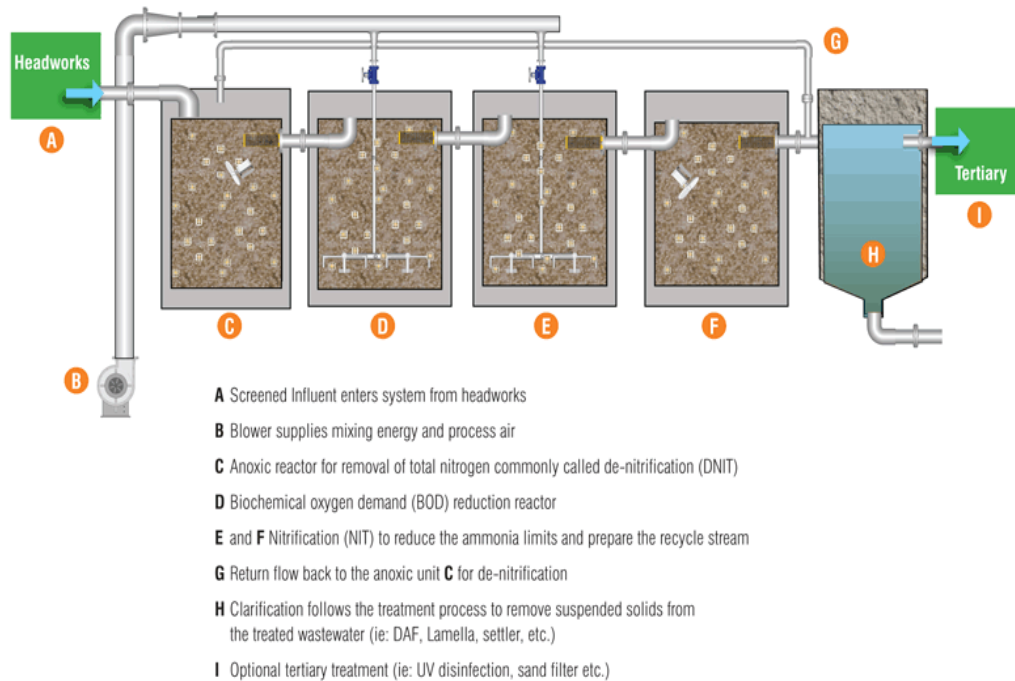 Headworks
A
G
Tertiary
I
H
B
C
D
E
F
A Screened Influent enters system from headworks
B Blower supplies mixing energy and process air
C Anoxic reactor for removal of total nitrogen commonly called de-nitrification (DNIT)
D Biochemical oxygen demand (BOD) reduction reactor
E and F Nitrification (NIT) to reduce the ammonia limits and prepare the recycle stream
G Return flow back to the anoxic unit C for de-nitrification
H Clarification follows the treatment process to remove suspended solids from
the treated wastewater (ie: DAF, Lamella, settler, etc.)
I Optional tertiary treatment (ie: UV disinfection, sand filter etc.)